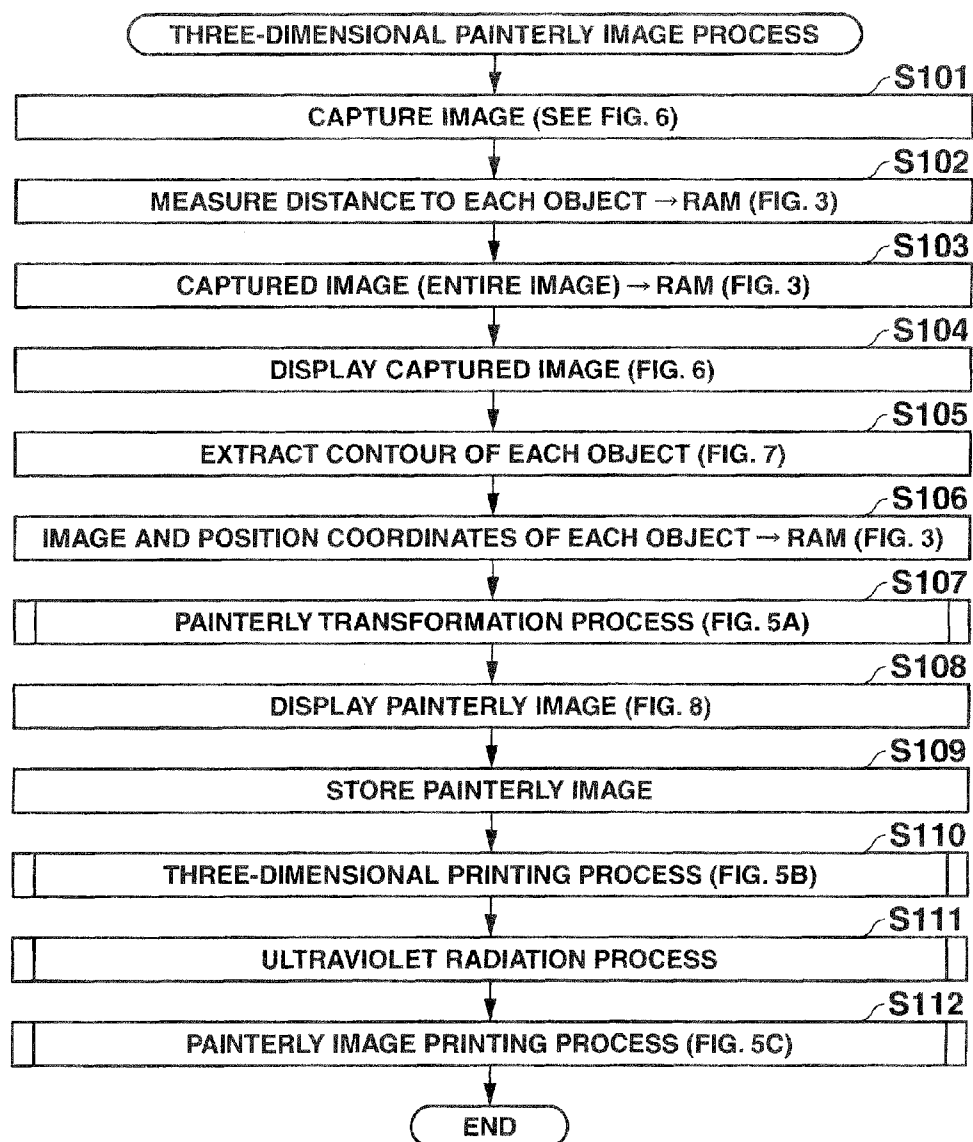 THREE-DIMENSIONAL PAINTERLY IMAGE PROCESS
S101
CAPTURE IMAGE (SEE FIG. 6)
S102
MEASURE DISTANCE TO EACH OBJECT → RAM (FIG. 3)
S103
CAPTURED IMAGE (ENTIRE IMAGE) → RAM (FIG. 3)
S104
DISPLAY CAPTURED IMAGE (FIG. 6)
S105
EXTRACT CONTOUR OF EACH OBJECT (FIG. 7)
S106
IMAGE AND POSITION COORDINATES OF EACH OBJECT → RAM (FIG. 3)
S107
PAINTERLY TRANSFORMATION PROCESS (FIG. 5A)
S108
DISPLAY PAINTERLY IMAGE (FIG. 8)
S109
STORE PAINTERLY IMAGE
S110
THREE-DIMENSIONAL PRINTING PROCESS (FIG. 5B)
S111
ULTRAVIOLET RADIATION PROCESS
S112
PAINTERLY IMAGE PRINTING PROCESS (FIG. 5C)
END